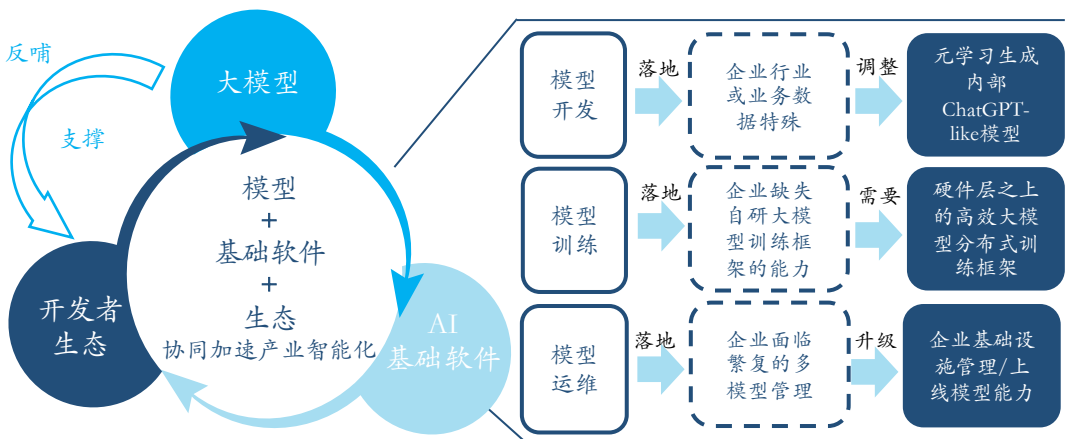 反哺
支撑
大模型
模型
+
基础软件
+
生态
协同加速产业智能化
开发者
生态
AI
基础软件
模型
开发
落地
企业行业
或业务数
据特殊
调整
元学习生成
内部
ChatGPT-
like模型
模型
训练
落地
企业缺失
自研大模
型训练框
架的能力
需要
硬件层之上
的高效大模
型分布式训
练框架
模型
运维
落地
企业面临
繁复的多
模型管理
升级
企业基础设
施管理/上
线模型能力